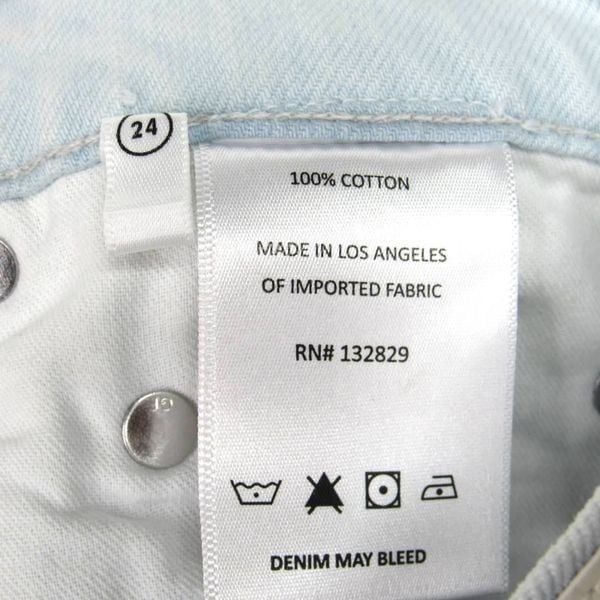 24
100% COTTON
MADE IN LOS ANGELES
OF IMPORTED FABRIC
RN# 132829
DENIM MAY BLEED